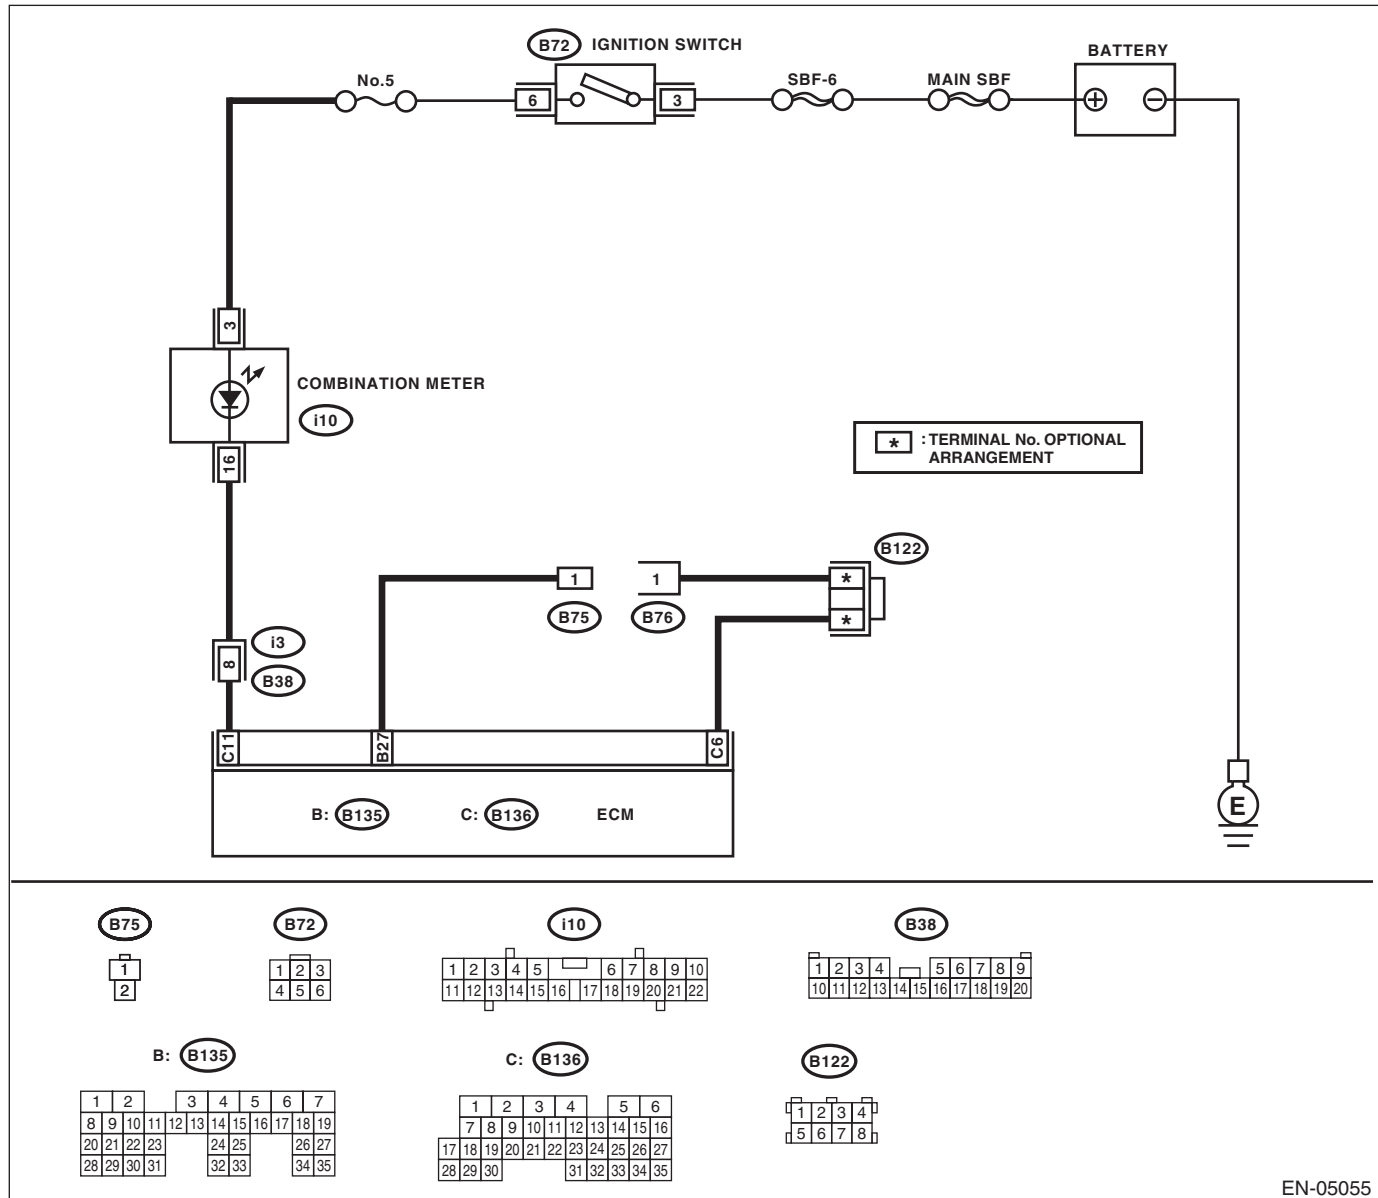 B72 IGNITION SWITCH
BATTERY
No.5
SBF-6
MAIN SBF
6
3
3
COMBINATION METER
i10
16
* : TERMINAL No. OPTIONAL
ARRANGEMENT
B122
1
1
*
B75
B76
*
i3
8
B38
C11
B27
C6
B: B135
C: B136
ECM
E
B75
B72
i10
B38
1
2
1 2 3
4 5 6
1 2 3 4 5 6 7 8 9 10
11 12 13 14 15 16 17 18 19 20 21 22
1 2 3 4 5 6 7 8 9
10 11 12 13 14 15 16 17 18 19 20
B: B135
C: B136
B122
1 2 3 4 5 6 7
8 9 10 11 12 13 14 15 16 17 18 19
20 21 22 23 24 25 26 27
28 29 30 31 32 33 34 35
1 2 3 4 5 6
7 8 9 10 11 12 13 14 15 16
17 18 19 20 21 22 23 24 25 26 27
28 29 30 31 32 33 34 35
1 2 3 4
5 6 7 8
EN-05055